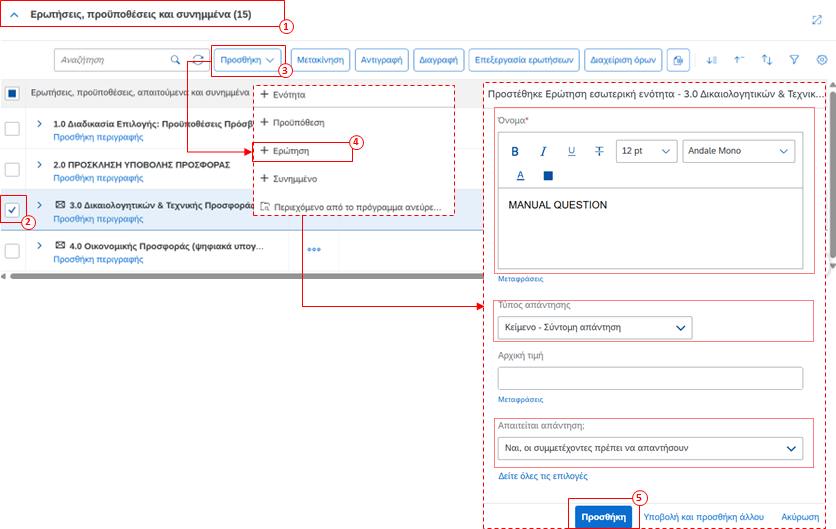 Ερωτήσεις, προϋποθέσεις και συνημμένα (15)
1
Αναζήτηση
Προσθήκη
Μετακίνηση
Αντιγραφή
Διαγραφή
Επεξεργασία ερωτήσεων
Διαχείριση όρων
3
Ερωτήσεις, προϋποθέσεις, απαιτούμενα και συνημμένα
+ Ενότητα
+ Προϋπόθεση
4
+ Ερώτηση
+ Συνημμένο
Περιεχόμενο από το πρόγραμμα ανεύρε...
1.0 Διαδικασία Επιλογής: Προϋποθέσεις Πρόσβ
Προσθήκη περιγραφής
2.0 ΠΡΟΣΚΛΗΣΗ ΥΠΟΒΟΛΗΣ ΠΡΟΣΦΟΡΑΣ
Προσθήκη περιγραφής
3.0 Δικαιολογητικών & Τεχνικής Προσφοράς
2
Προσθήκη περιγραφής
4.0 Οικονομικής Προσφοράς (ψηφιακά υπογ...
Προσθήκη περιγραφής
Προστέθηκε Ερώτηση εσωτερική ενότητα - 3.0 Δικαιολογητικών & Τεχνικ...
Όνομα*
B I U T 12 pt Andale Mono
A
MANUAL QUESTION
Μεταφράσεις
Τύπος απάντησης
Κείμενο - Σύντομη απάντηση
Αρχική τιμή
Μεταφράσεις
Απαιτείται απάντηση;
Ναι, οι συμμετέχοντες πρέπει να απαντήσουν
Δείτε όλες τις επιλογές
5
Προσθήκη
Υποβολή και προσθήκη άλλου
Ακύρωση